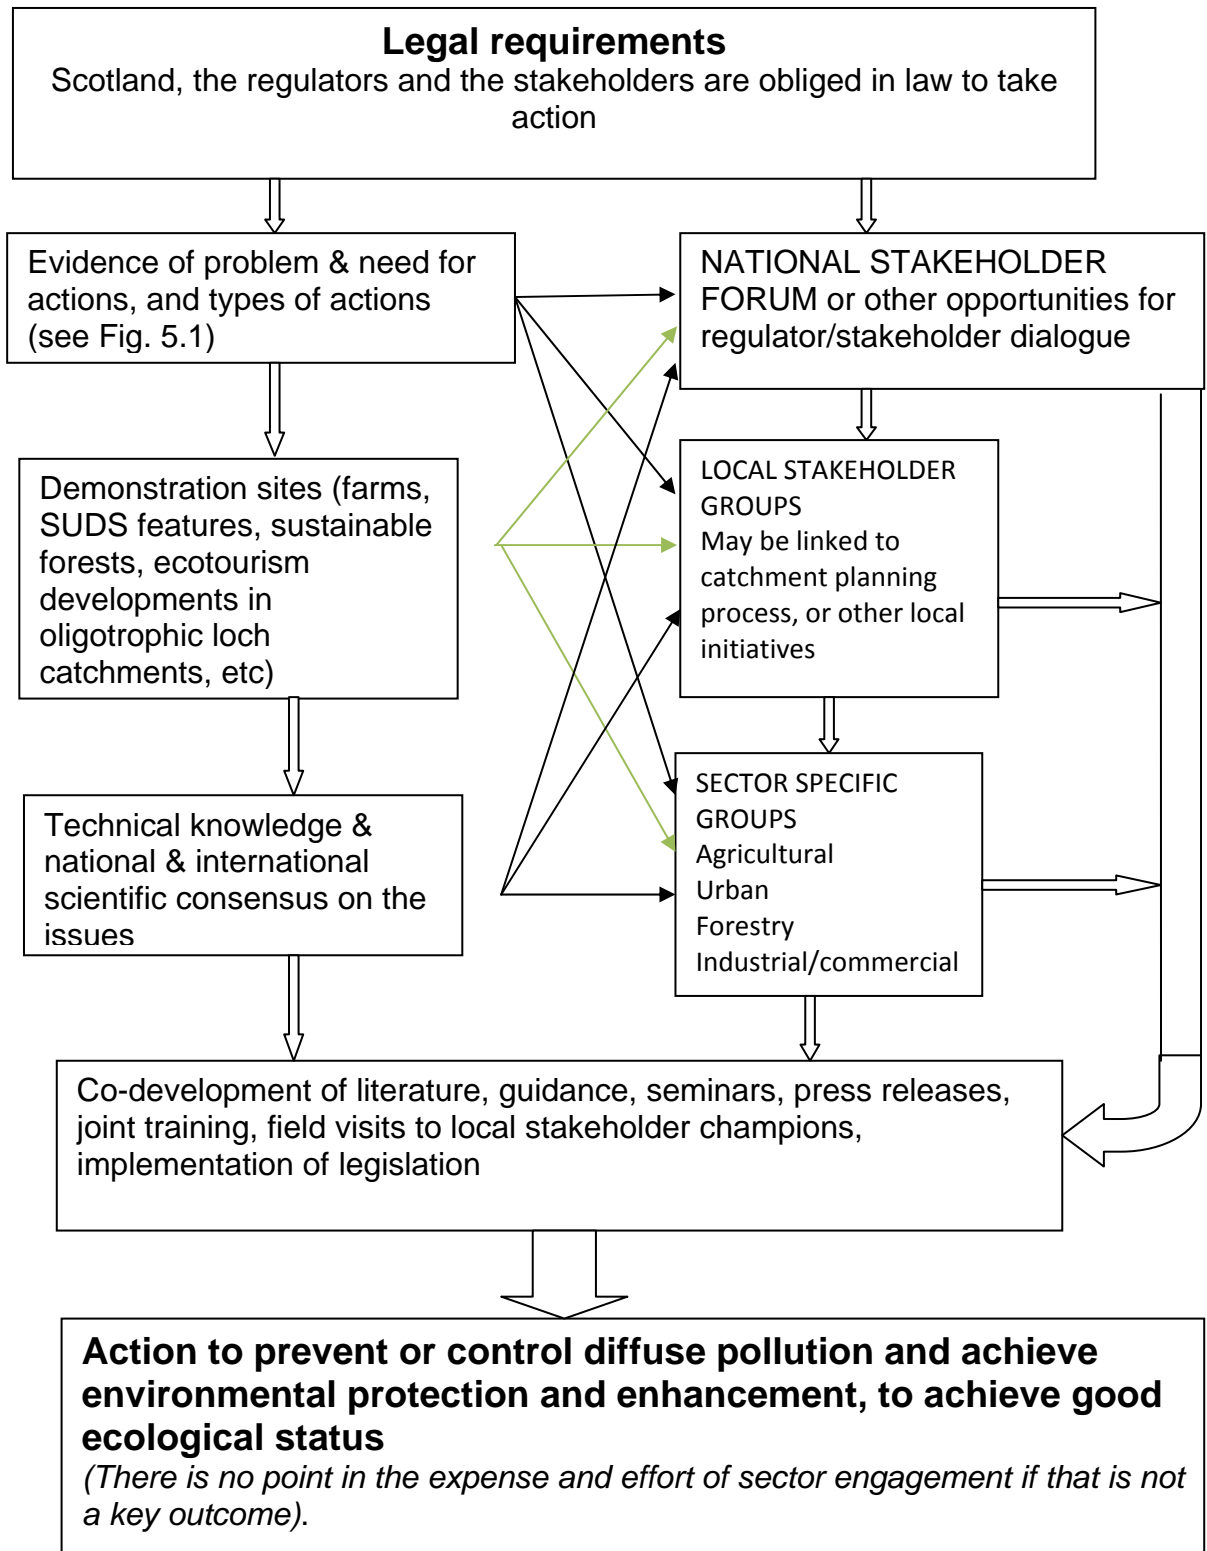 Legal requirements
Scotland, the regulators and the stakeholders are obliged in law to take
action
Evidence of problem & need for
actions, and types of actions
(see Fig. 5.1)
NATIONAL STAKEHOLDER
FORUM or other opportunities for
regulator/stakeholder dialogue
Demonstration sites (farms,
SUDS features, sustainable
forests, ecotourism
developments in
oligotrophic loch
catchments, etc)
LOCAL STAKEHOLDER
GROUPS
May be linked to
catchment planning
process, or other local
initiatives
Technical knowledge &
national & international
scientific consensus on the
issues
SECTOR SPECIFIC
GROUPS
Agricultural
Urban
Forestry
Industrial/commercial
Co-development of literature, guidance, seminars, press releases,
joint training, field visits to local stakeholder champions,
implementation of legislation
Action to prevent or control diffuse pollution and achieve
environmental protection and enhancement, to achieve good
ecological status
(There is no point in the expense and effort of sector engagement if that is not
a key outcome).